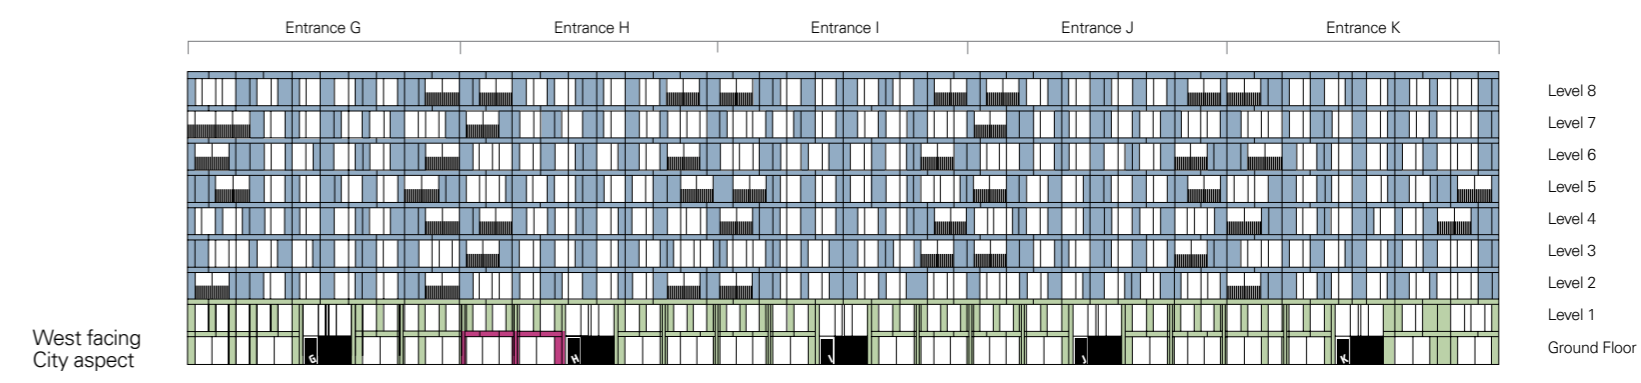 Entrance G
Entrance H
Entrance I
Entrance J
Entrance K
Level 8
Level 7
Level 6
Level 5
Level 4
Level 3
Level 2
Level 1
Ground Floor
West facing
City aspect
G
H
I
J
K